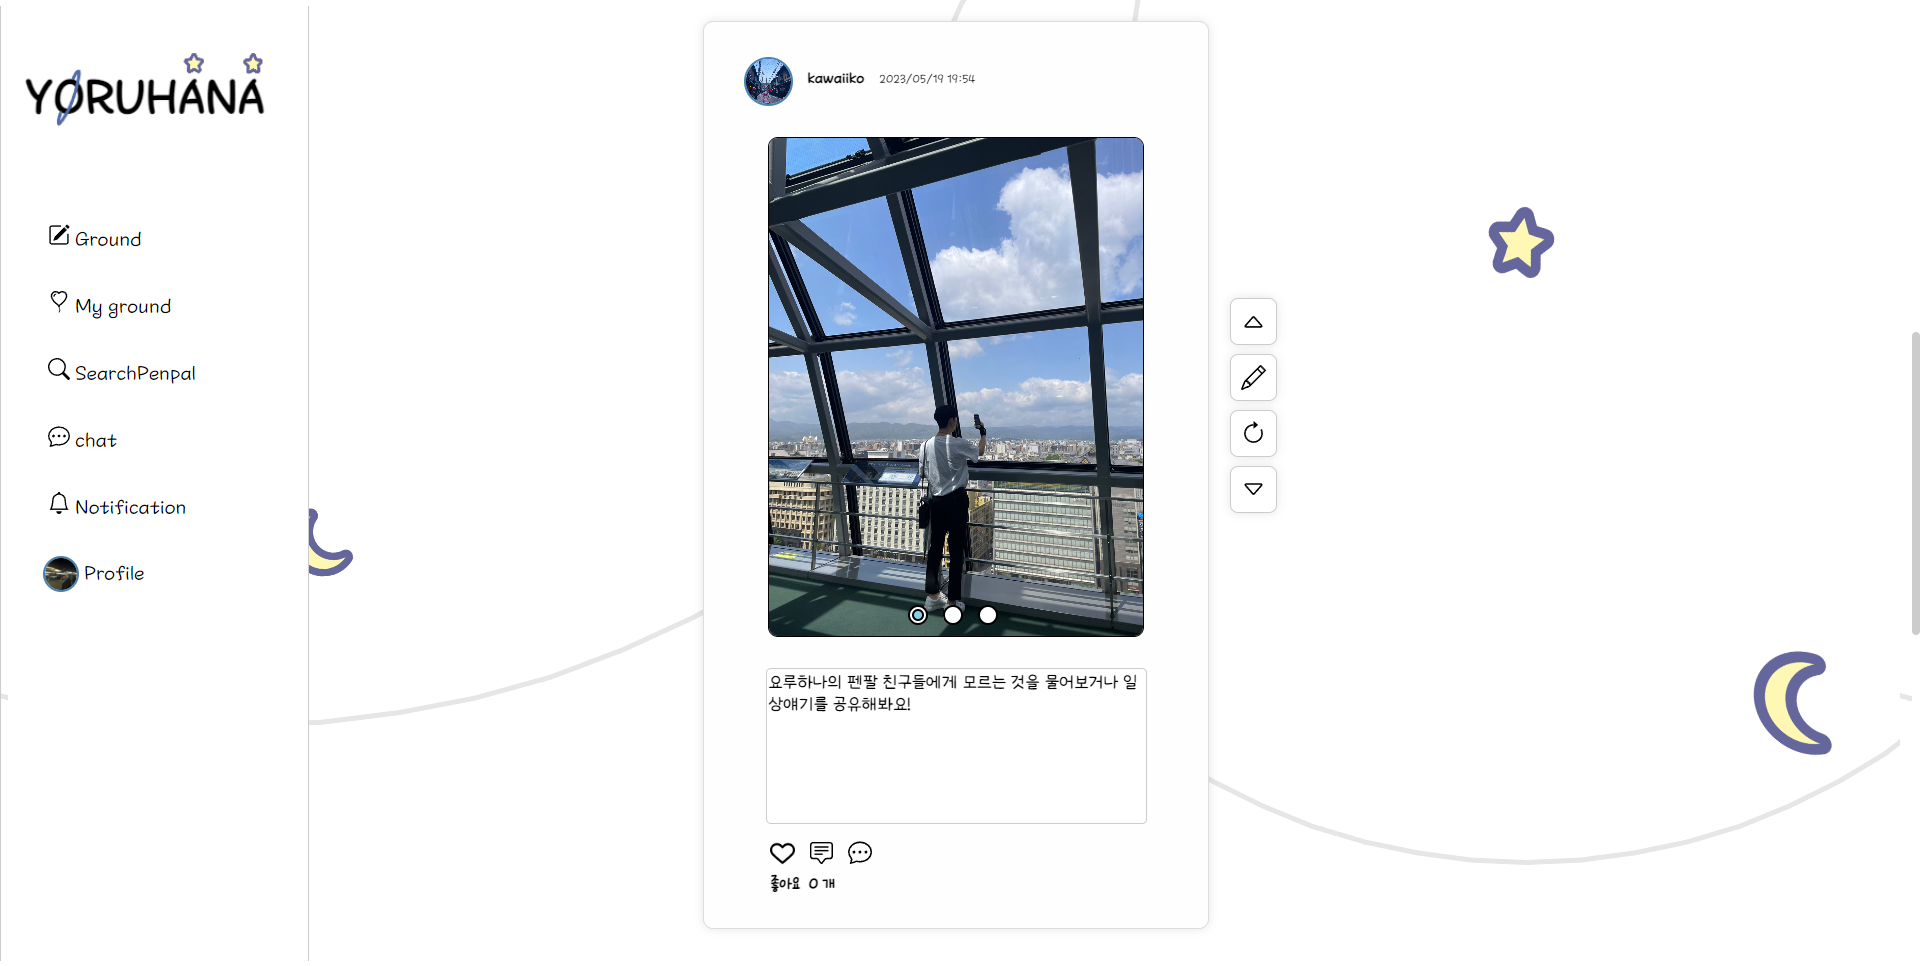 YORUHANA
Ground
My ground
SearchPenpal
chat
Notification
Profile
kawaiiko 2023/05/19 19:54
요루하나의 펜팔 친구들에게 모르는 것을 물어보거나 일
상얘기를 공유해봐요!
좋아요 0 개